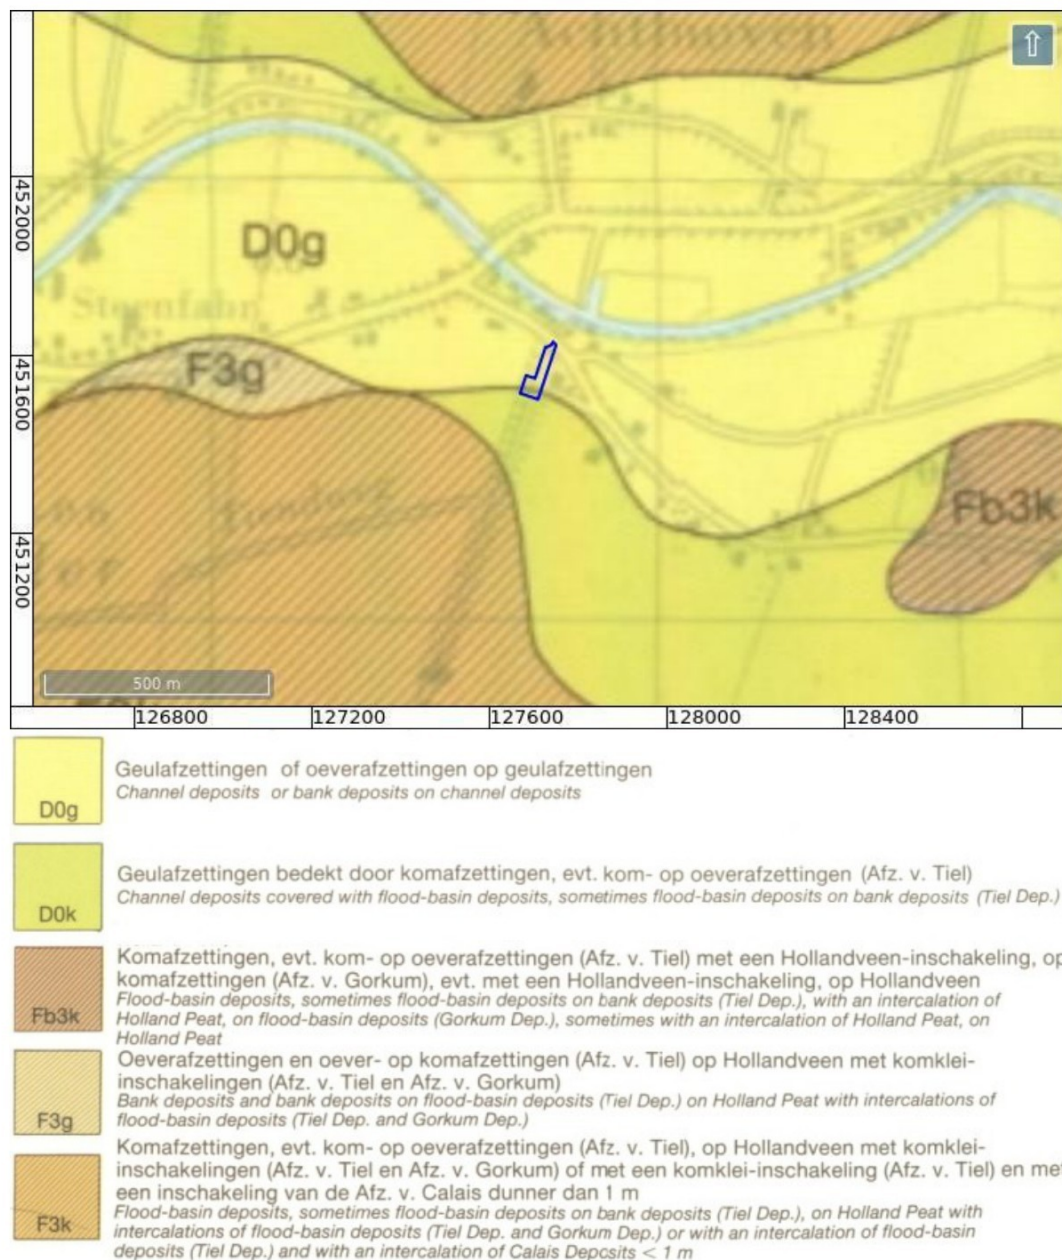 ⇧
D0g
F3g
Fb3k
452000
451600
451200
500 m
126800
127200
127600
128000
128400
D0g
Geulafzettingen of oeverafzettingen op geulafzettingen
Channel deposits or bank deposits on channel deposits
D0k
Geulafzettingen bedekt door komafzettingen, evt. kom- op oeverafzettingen (Afz. v. Tiel)
Channel deposits covered with flood-basin deposits, sometimes flood-basin deposits on bank deposits (Tiel Dep.)
Fb3k
Komafzettingen, evt. kom- op oeverafzettingen (Afz. v. Tiel) met een Hollandveen-inschakeling, op
komafzettingen (Afz. v. Gorkum), evt. met een Hollandveen-inschakeling, op Hollandveen
Flood-basin deposits, sometimes flood-basin deposits on bank deposits (Tiel Dep.), with an intercalation of
Holland Peat, on flood-basin deposits (Gorkum Dep.), sometimes with an intercalation of Holland Peat, on
Holland Peat
F3g
Oeverafzettingen en oever- op komafzettingen (Afz. v. Tiel) op Hollandveen met komklei-
inschakelingen (Afz. v. Tiel en Afz. v. Gorkum)
Bank deposits and bank deposits on flood-basin deposits (Tiel Dep.) on Holland Peat with intercalations of
flood-basin deposits (Tiel Dep. and Gorkum Dep.)
F3k
Komafzettingen, evt. kom- op oeverafzettingen (Afz. v. Tiel), op Hollandveen met komklei-
inschakelingen (Afz. v. Tiel en Afz. v. Gorkum) of met een komklei-inschakeling (Afz. v. Tiel) en met
een inschakeling van de Afz. v. Calais dunner dan 1 m
Flood-basin deposits, sometimes flood-basin deposits on bank deposits (Tiel Dep.), on Holland Peat with
intercalations of flood-basin deposits (Tiel Dep. and Gorkum Dep.) or with an intercalation of flood-basin
deposits (Tiel Dep.) and with an intercalation of Calais Deposits < 1 m